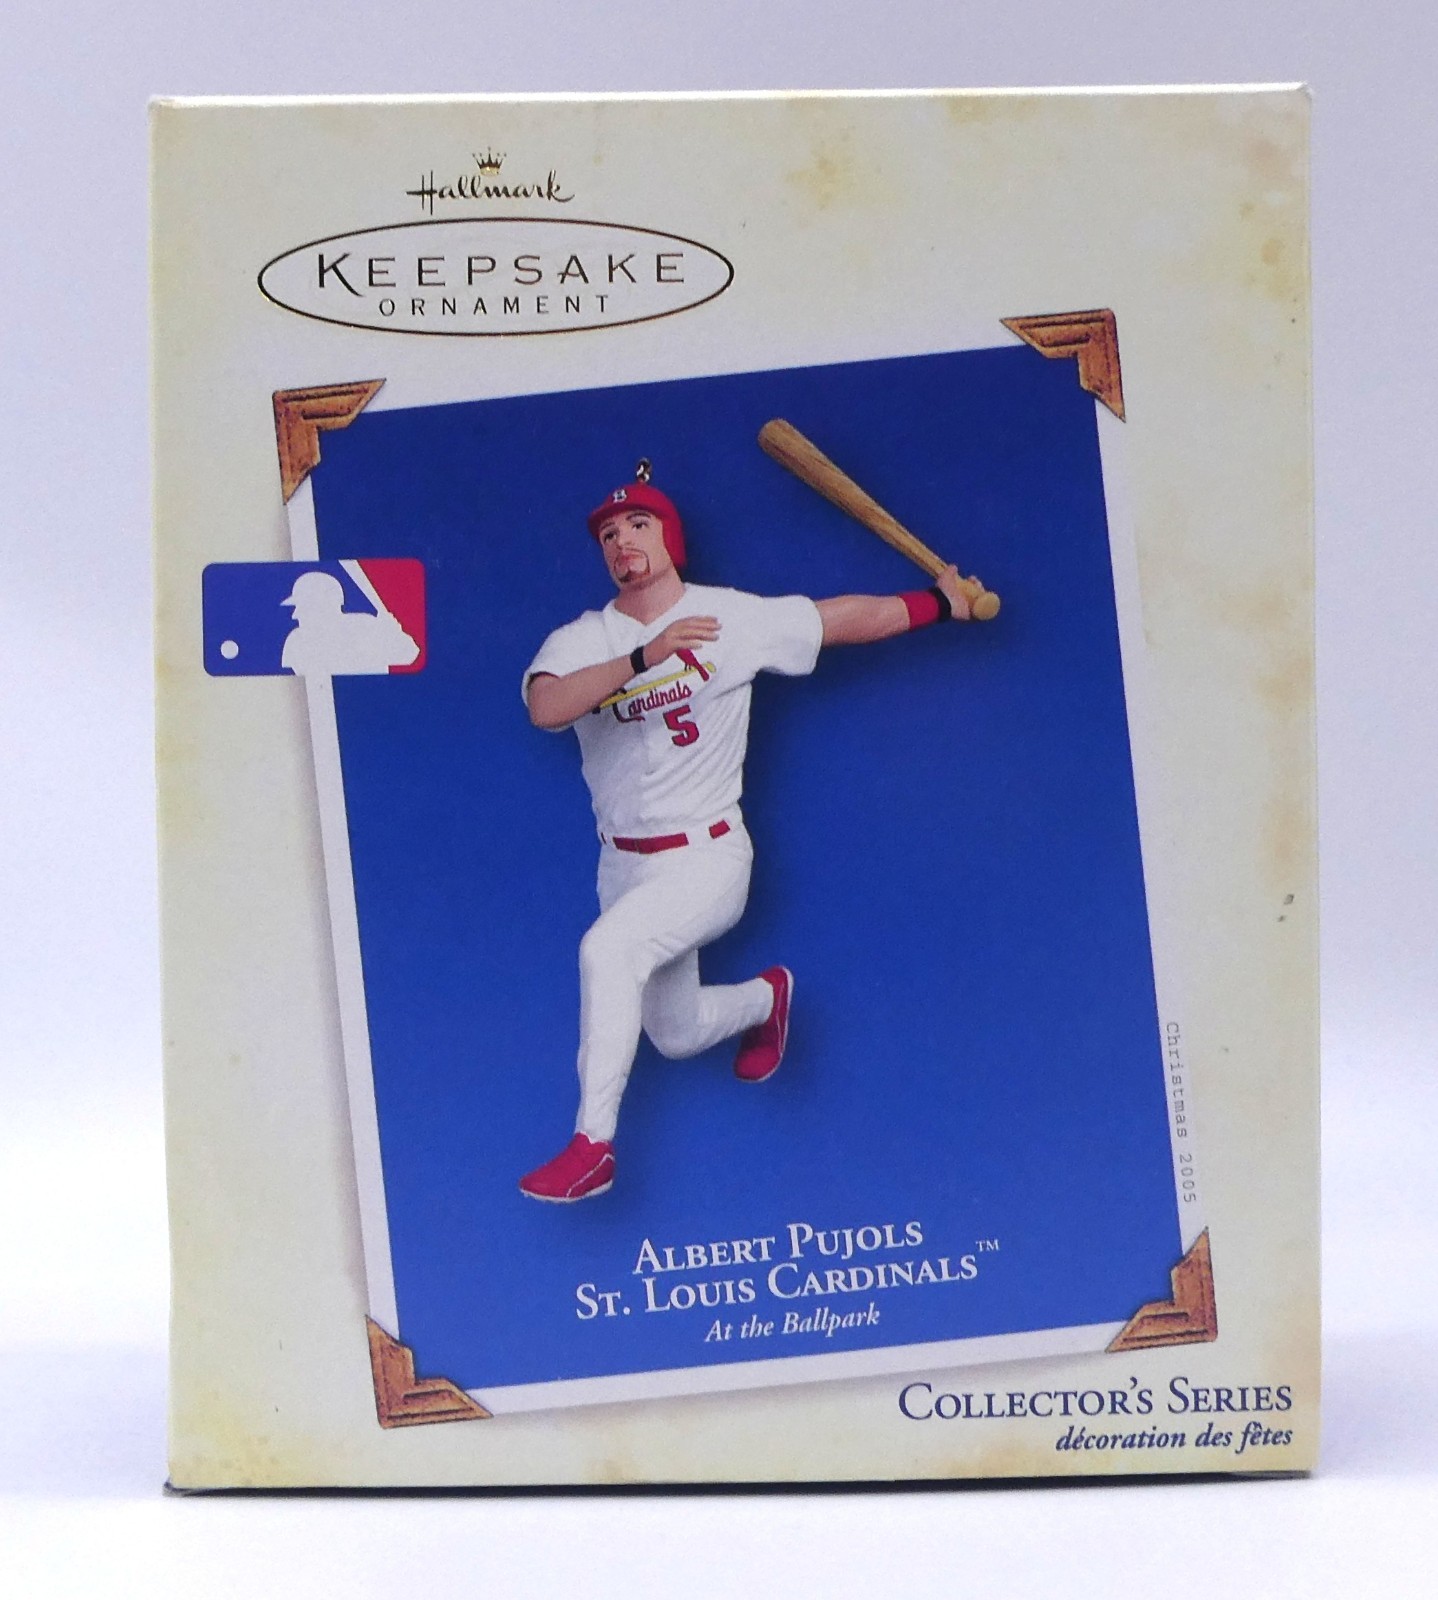 Hallmark
KEEPSAKE
ORNAMENT
Cardinals
5
Christmas 2005
ALBERT PUJOLS
ST. LOUIS CARDINALS™
At the Ballpark
COLLECTOR'S SERIES
décoration des fêtes